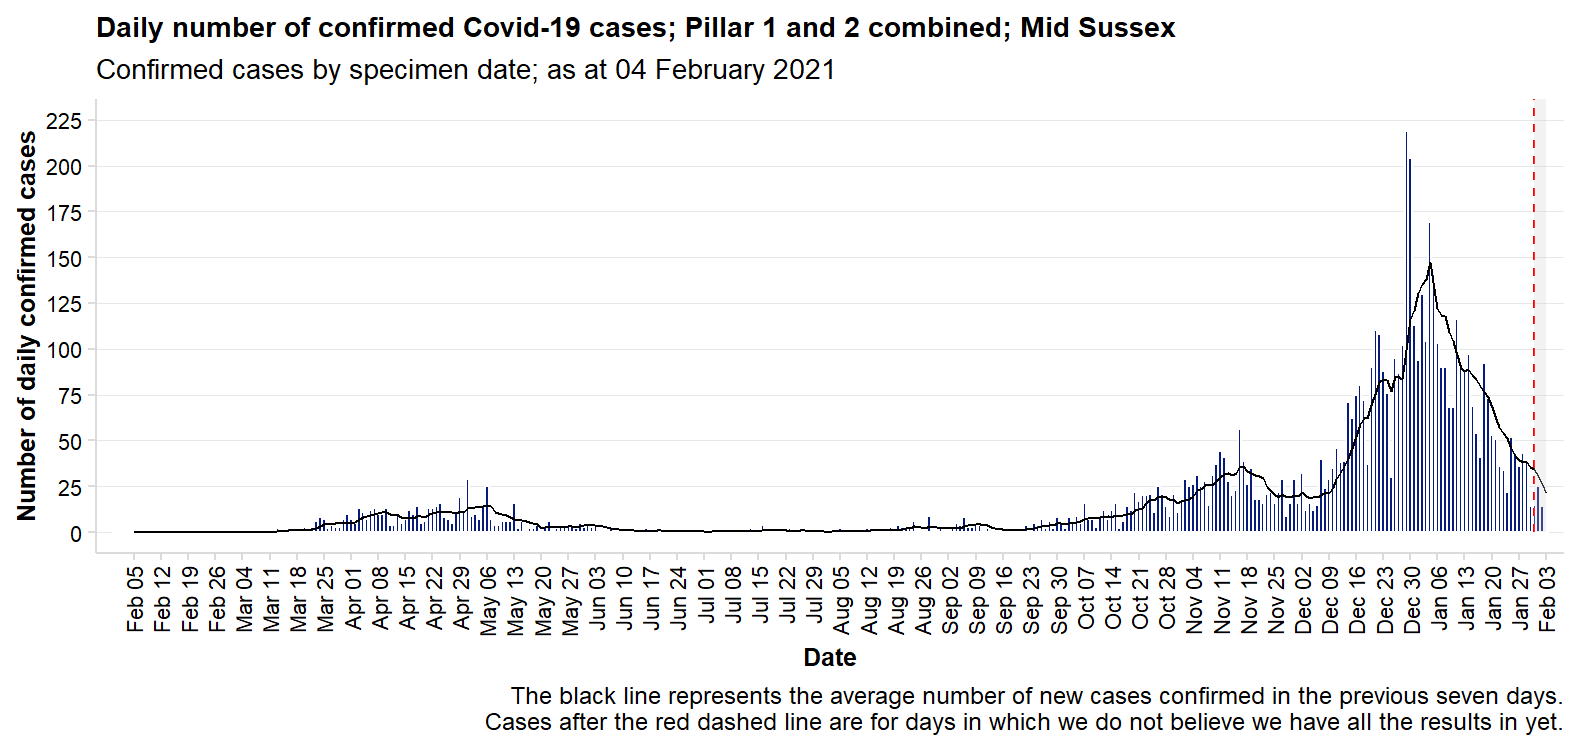 Daily number of confirmed Covid-19 cases; Pillar 1 and 2 combined; Mid Sussex
Confirmed cases by specimen date; as at 04 February 2021
Number of daily confirmed cases
225
200
175
150
125
100
75
50
25
0
Feb 05
Feb 12
Feb 19
Feb 26
Mar 04
Mar 11
Mar 18
Mar 25
Apr 01
Apr 08
Apr 15
Apr 22
Apr 29
May 06
May 13
May 20
May 27
Jun 03
Jun 10
Jun 17
Jun 24
Jul 01
Jul 08
Jul 15
Jul 22
Jul 29
Aug 05
Aug 12
Aug 19
Aug 26
Sep 02
Sep 09
Sep 16
Sep 23
Sep 30
Oct 07
Oct 14
Oct 21
Oct 28
Nov 04
Nov 11
Nov 18
Nov 25
Dec 02
Dec 09
Dec 16
Dec 23
Dec 30
Jan 06
Jan 13
Jan 20
Jan 27
Feb 03
Date
The black line represents the average number of new cases confirmed in the previous seven days.
Cases after the red dashed line are for days in which we do not believe we have all the results in yet.